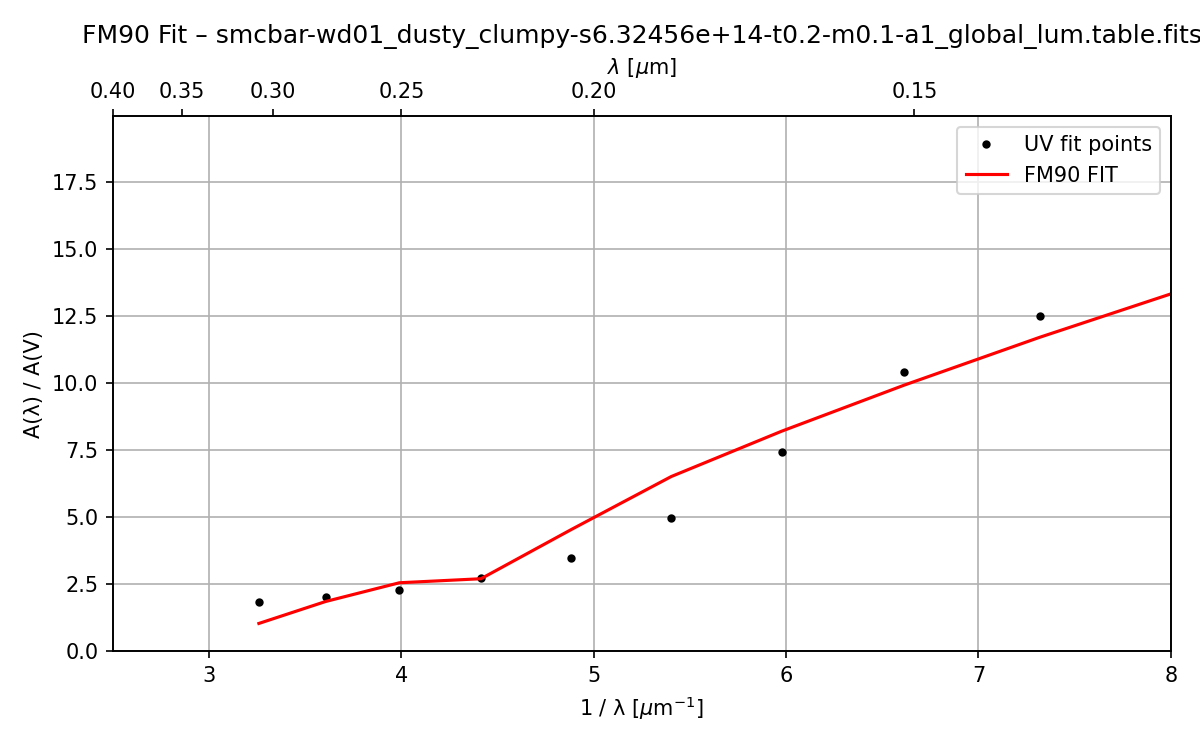 FM90 Fit – smcbar-wd01_dusty_clumpy-s6.32456e+14-t0.2-m0.1-a1_global_lum.table.fits
λ [μm]
0.40 0.35 0.30 0.25 0.20 0.15
UV fit points
FM90 FIT
17.5
15.0
12.5
10.0
7.5
5.0
2.5
0.0
A(λ) / A(V)
3 4 5 6 7 8
1 / λ [μm⁻¹]